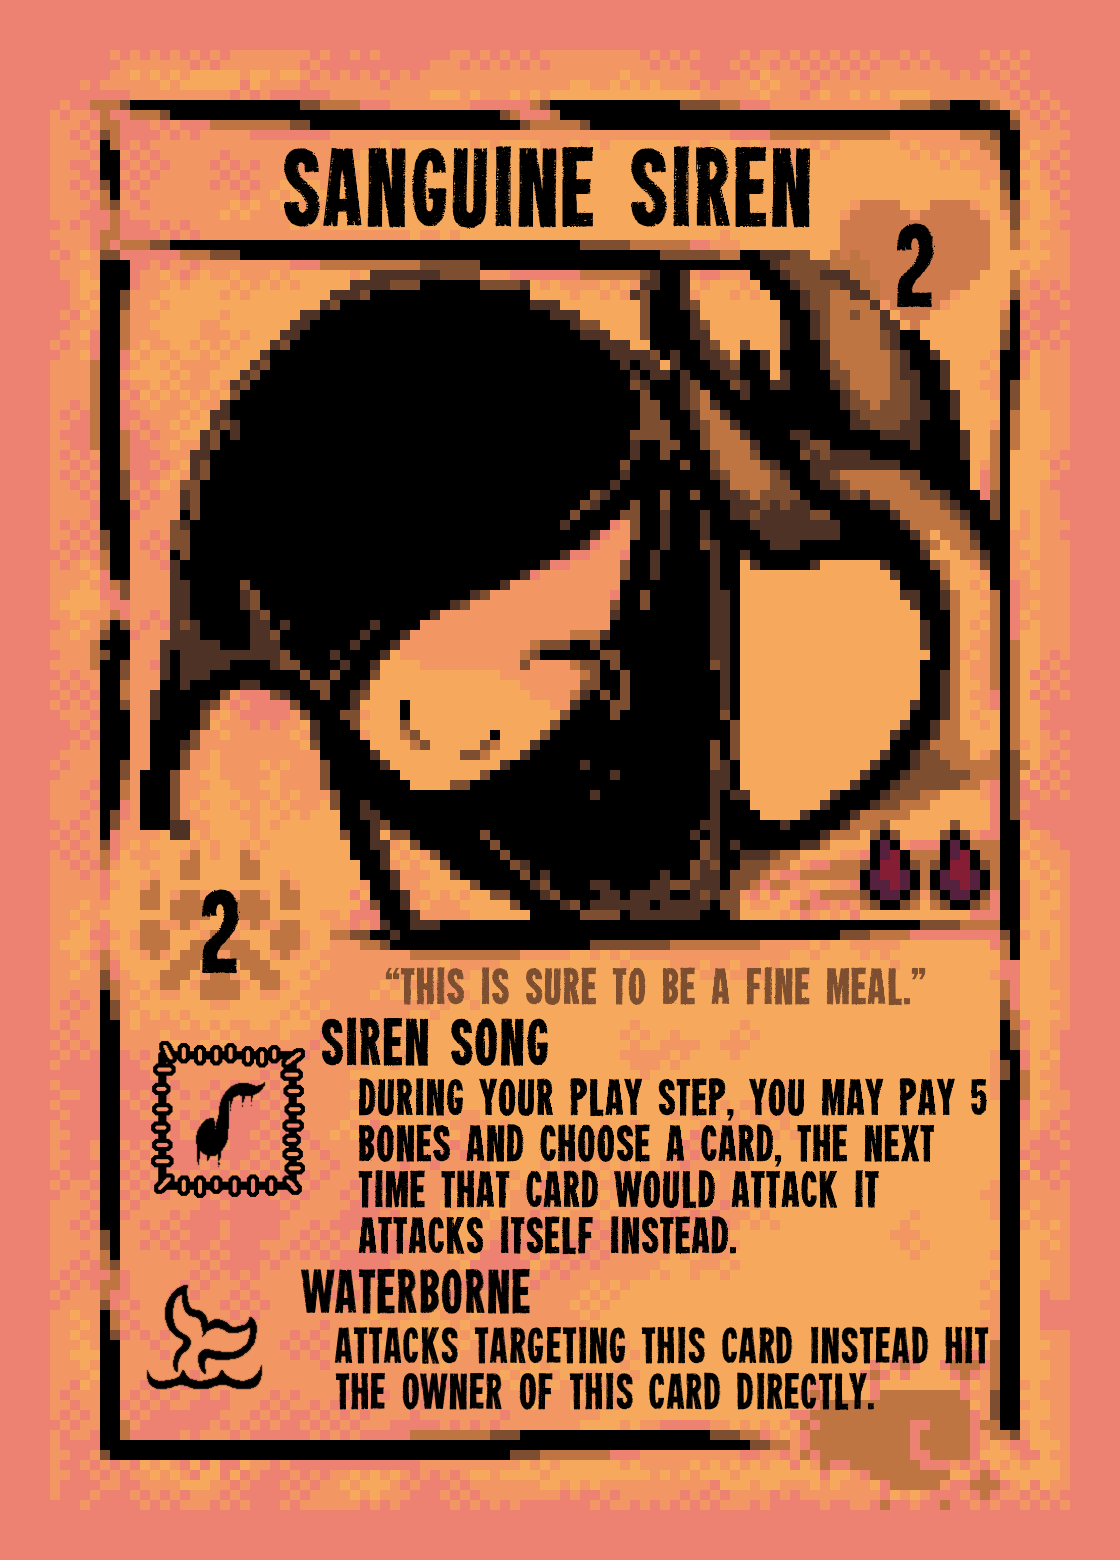 SANGUINE SIREN
2
2
“THIS IS SURE TO BE A FINE MEAL.”
SIREN SONG
DURING YOUR PLAY STEP, YOU MAY PAY 5
BONES AND CHOOSE A CARD, THE NEXT
TIME THAT CARD WOULD ATTACK IT
ATTACKS ITSELF INSTEAD.
WATERBORNE
ATTACKS TARGETING THIS CARD INSTEAD HIT
THE OWNER OF THIS CARD DIRECTLY.